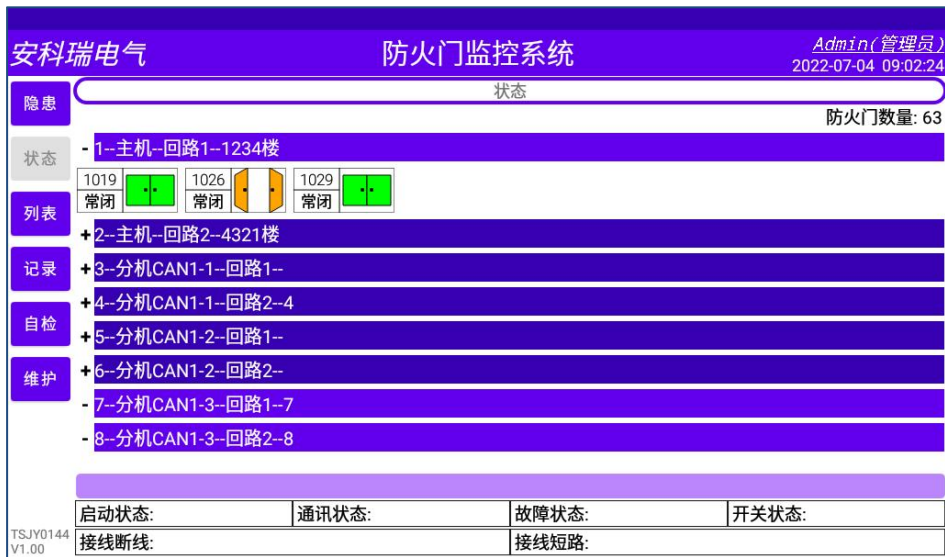 安科瑞电气
防火门监控系统
Admin(管理员)
2022-07-04 09:02:24
隐患
状态
列表
记录
自检
维护
状态
防火门数量: 63
- 1--主机--回路1--1234楼
1019 常闭
1026 常闭
1029 常闭
+ 2--主机--回路2--4321楼
+ 3--分机CAN1-1--回路1--
+ 4--分机CAN1-1--回路2--4
+ 5--分机CAN1-2--回路1--
+ 6--分机CAN1-2--回路2--
- 7--分机CAN1-3--回路1--7
- 8--分机CAN1-3--回路2--8
启动状态: 通讯状态: 故障状态: 开关状态:
接线断线: 接线短路:
TSJY0144
V1.00